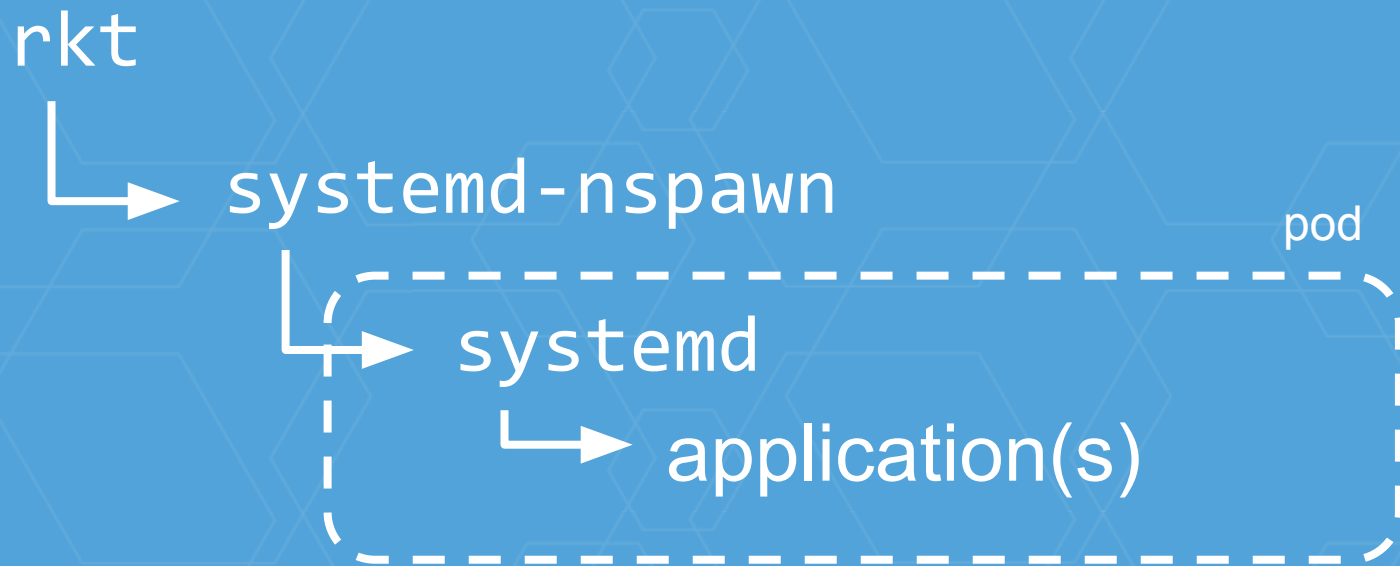 rkt
systemd-nspawn
pod
systemd
application(s)